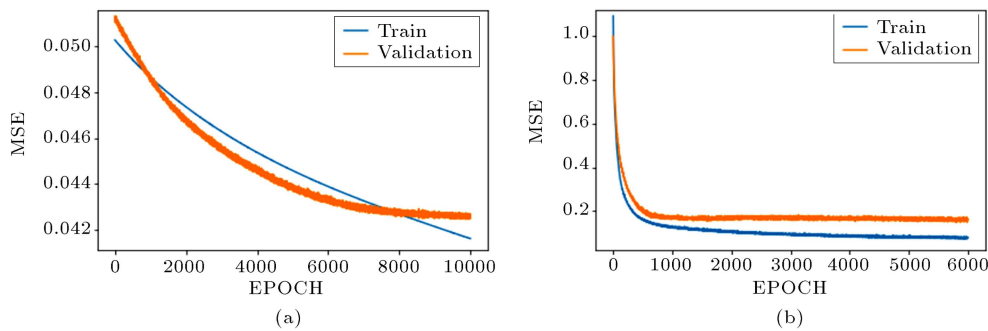 Train
Validation
0.050
0.048
0.046
0.044
0.042
MSE
0 2000 4000 6000 8000 10000
EPOCH
(a)
Train
Validation
1.0
0.8
0.6
0.4
0.2
MSE
0 1000 2000 3000 4000 5000 6000
EPOCH
(b)